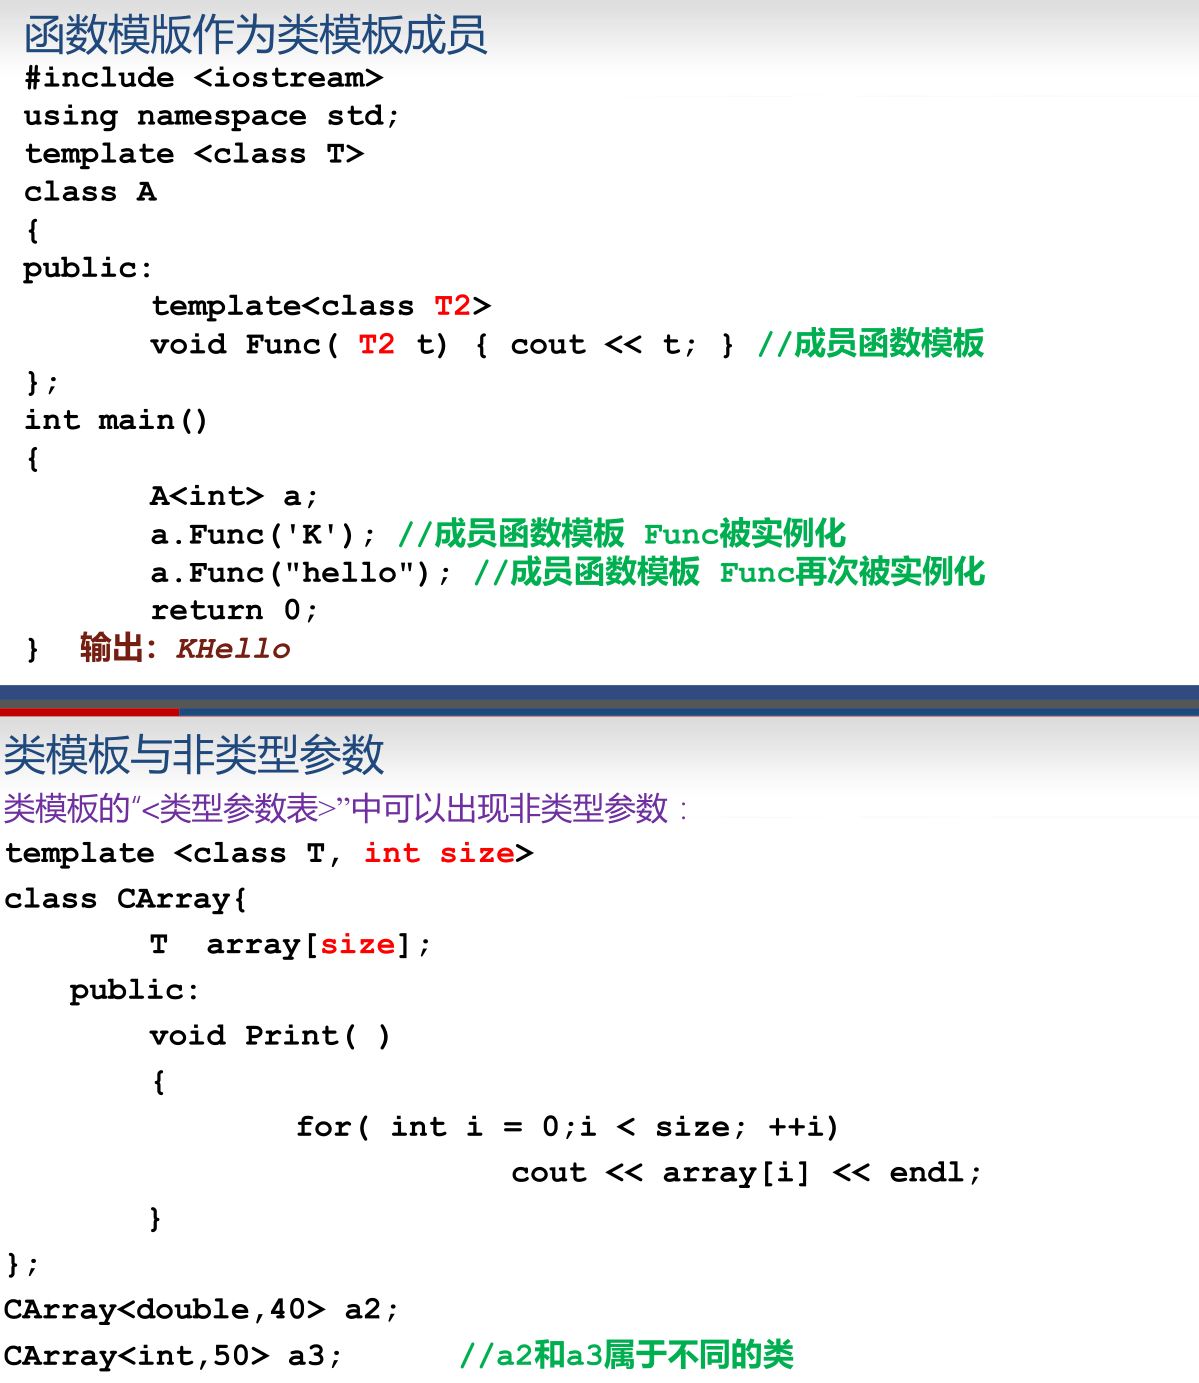 函数模版作为类模板成员
#include <iostream>
using namespace std;
template <class T>
class A
{
public:
template<class T2>
void Func( T2 t) { cout << t; } //成员函数模板
};
int main()
{
A<int> a;
a.Func('K'); //成员函数模板 Func被实例化
a.Func("hello"); //成员函数模板 Func再次被实例化
return 0;
} 输出：KHello
类模板与非类型参数
类模板的“<类型参数表>”中可以出现非类型参数：
template <class T, int size>
class CArray{
T array[size];
public:
void Print( )
{
for( int i = 0;i < size; ++i)
cout << array[i] << endl;
}
};
CArray<double,40> a2;
CArray<int,50> a3; //a2和a3属于不同的类